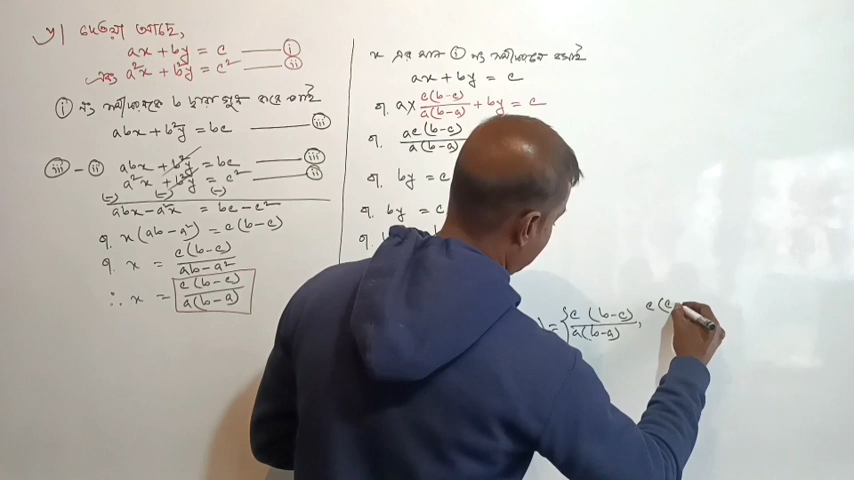 ৮| দেওয়া আছে,
ax + by = c ——— (i)
এবং a²x + b²y = c² ——— (ii)
(i) নং সমীকরণকে b দ্বারা গুণ করে পাই
abx + b²y = bc ——— (iii)
(iii) - (ii) abx + b²y = bc ——— (iii)
a²x + b²y = c² ——— (ii)
(-) (-) (-)
abx - a²x = bc - c²
বা, x(ab - a²) = c(b - c)
বা, x = c(b-c) / ab - a²
∴ x = c(b-c) / a(b-a)
x এর মান (i) নং সমীকরণে বসাই
ax + by = c
বা, ax × c(b-c) / a(b-a) + by = c
বা, ac(b-c) / a(b-a)
বা, by = c
বা, by = c
বা, b
) = { c(b-c) / a(b-a), c(c